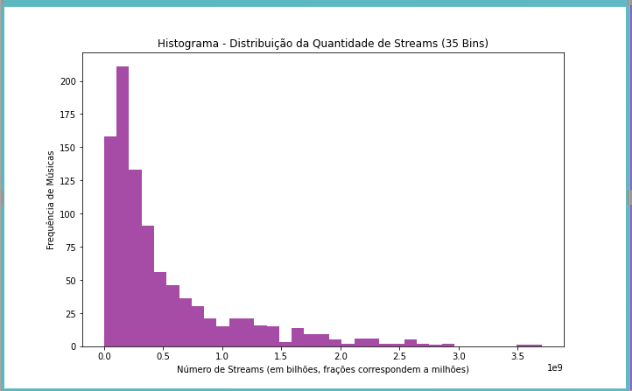 Histograma - Distribuição da Quantidade de Streams (35 Bins)
200
175
150
125
100
75
50
25
0
Frequência de Músicas
0.0 0.5 1.0 1.5 2.0 2.5 3.0 3.5
1e9
Número de Streams (em bilhões, frações correspondem a milhões)